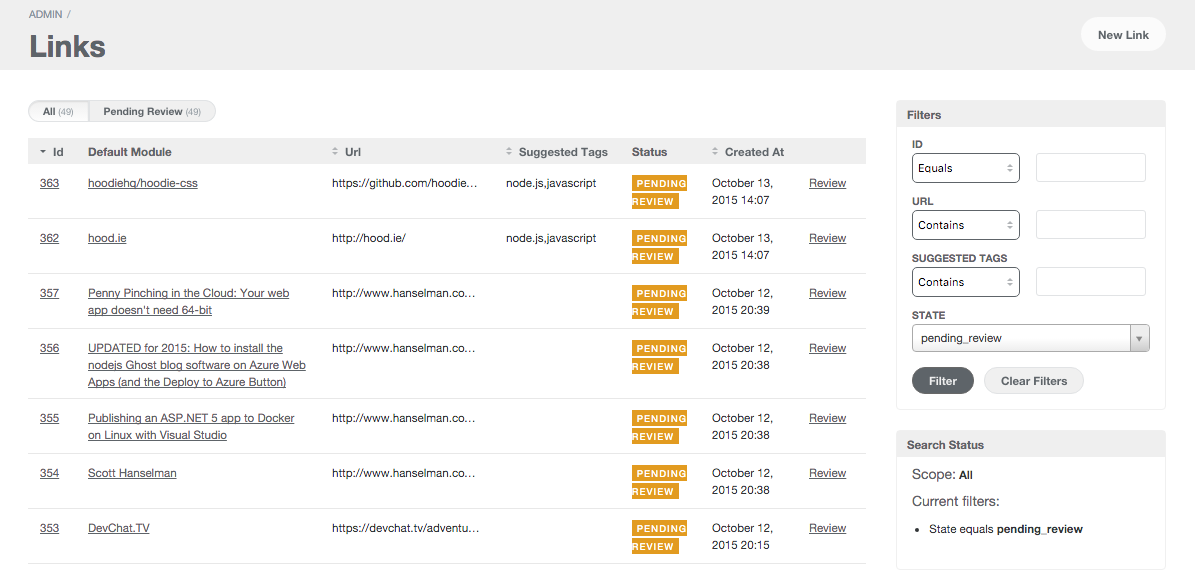 ADMIN /
Links
New Link
All (49) Pending Review (49)
Id Default Module Url Suggested Tags Status Created At
363 hoodiehq/hoodie-css https://github.com/hoodie... node.js,javascript PENDING REVIEW October 13, 2015 14:07 Review
362 hood.ie http://hood.ie/ node.js,javascript PENDING REVIEW October 13, 2015 14:07 Review
357 Penny Pinching in the Cloud: Your web app doesn't need 64-bit http://www.hanselman.co... PENDING REVIEW October 12, 2015 20:39 Review
356 UPDATED for 2015: How to install the nodejs Ghost blog software on Azure Web Apps (and the Deploy to Azure Button) http://www.hanselman.co... PENDING REVIEW October 12, 2015 20:38 Review
355 Publishing an ASP.NET 5 app to Docker on Linux with Visual Studio http://www.hanselman.co... PENDING REVIEW October 12, 2015 20:38 Review
354 Scott Hanselman http://www.hanselman.co... PENDING REVIEW October 12, 2015 20:38 Review
353 DevChat.TV https://devchat.tv/adventu... PENDING REVIEW October 12, 2015 20:15 Review
Filters
ID
Equals
URL
Contains
SUGGESTED TAGS
Contains
STATE
pending_review
Filter Clear Filters
Search Status
Scope: All
Current filters:
• State equals pending_review